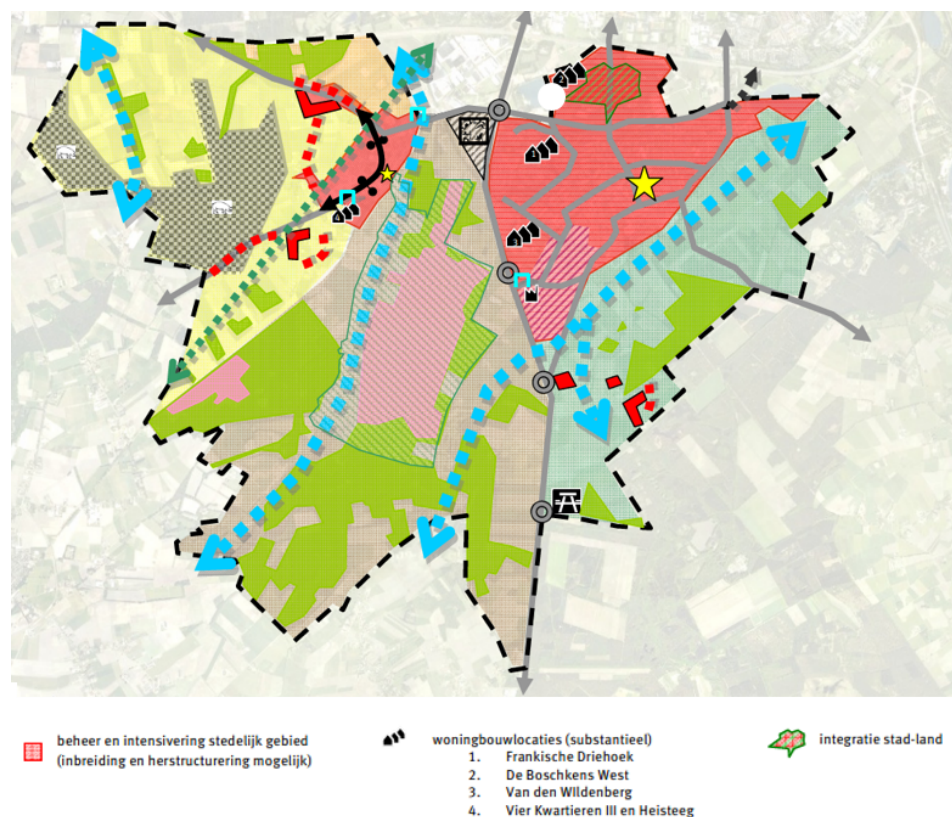 beheer en intensivering stedelijk gebied
(inbreiding en herstructurering mogelijk)
woningbouwlocaties (substantieel)
1. Frankische Driehoek
2. De Boschkens West
3. Van den WIldenberg
4. Vier Kwartieren III en Heisteeg
integratie stad-land